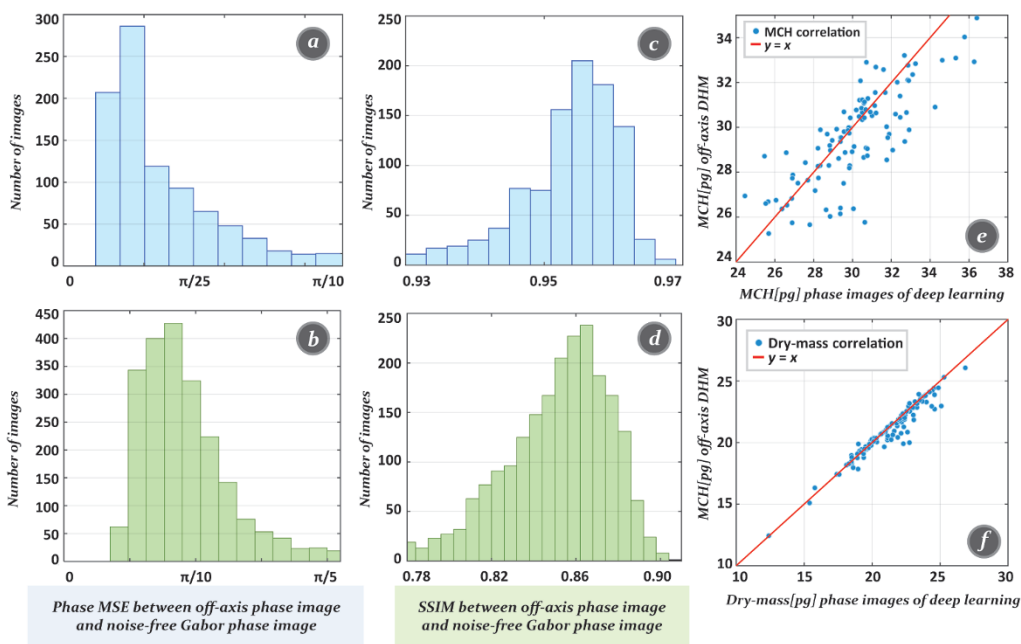 a
Number of images
300
250
200
150
100
50
0
0
π/25
π/10
c
Number of images
250
200
150
100
50
0
0.93
0.95
0.97
e
MCH correlation
y = x
MCH[pg] off-axis DHM
34
32
30
28
26
24
24
26
28
30
32
34
36
38
MCH[pg] phase images of deep learning
b
Number of images
450
400
350
300
250
200
150
100
50
0
0
π/10
π/5
Phase MSE between off-axis phase image
and noise-free Gabor phase image
d
Number of images
250
200
150
100
50
0
0.78
0.82
0.86
0.90
SSIM between off-axis phase image
and noise-free Gabor phase image
f
Dry-mass correlation
y = x
MCH[pg] off-axis DHM
30
25
20
15
10
10
15
20
25
30
Dry-mass[pg] phase images of deep learning